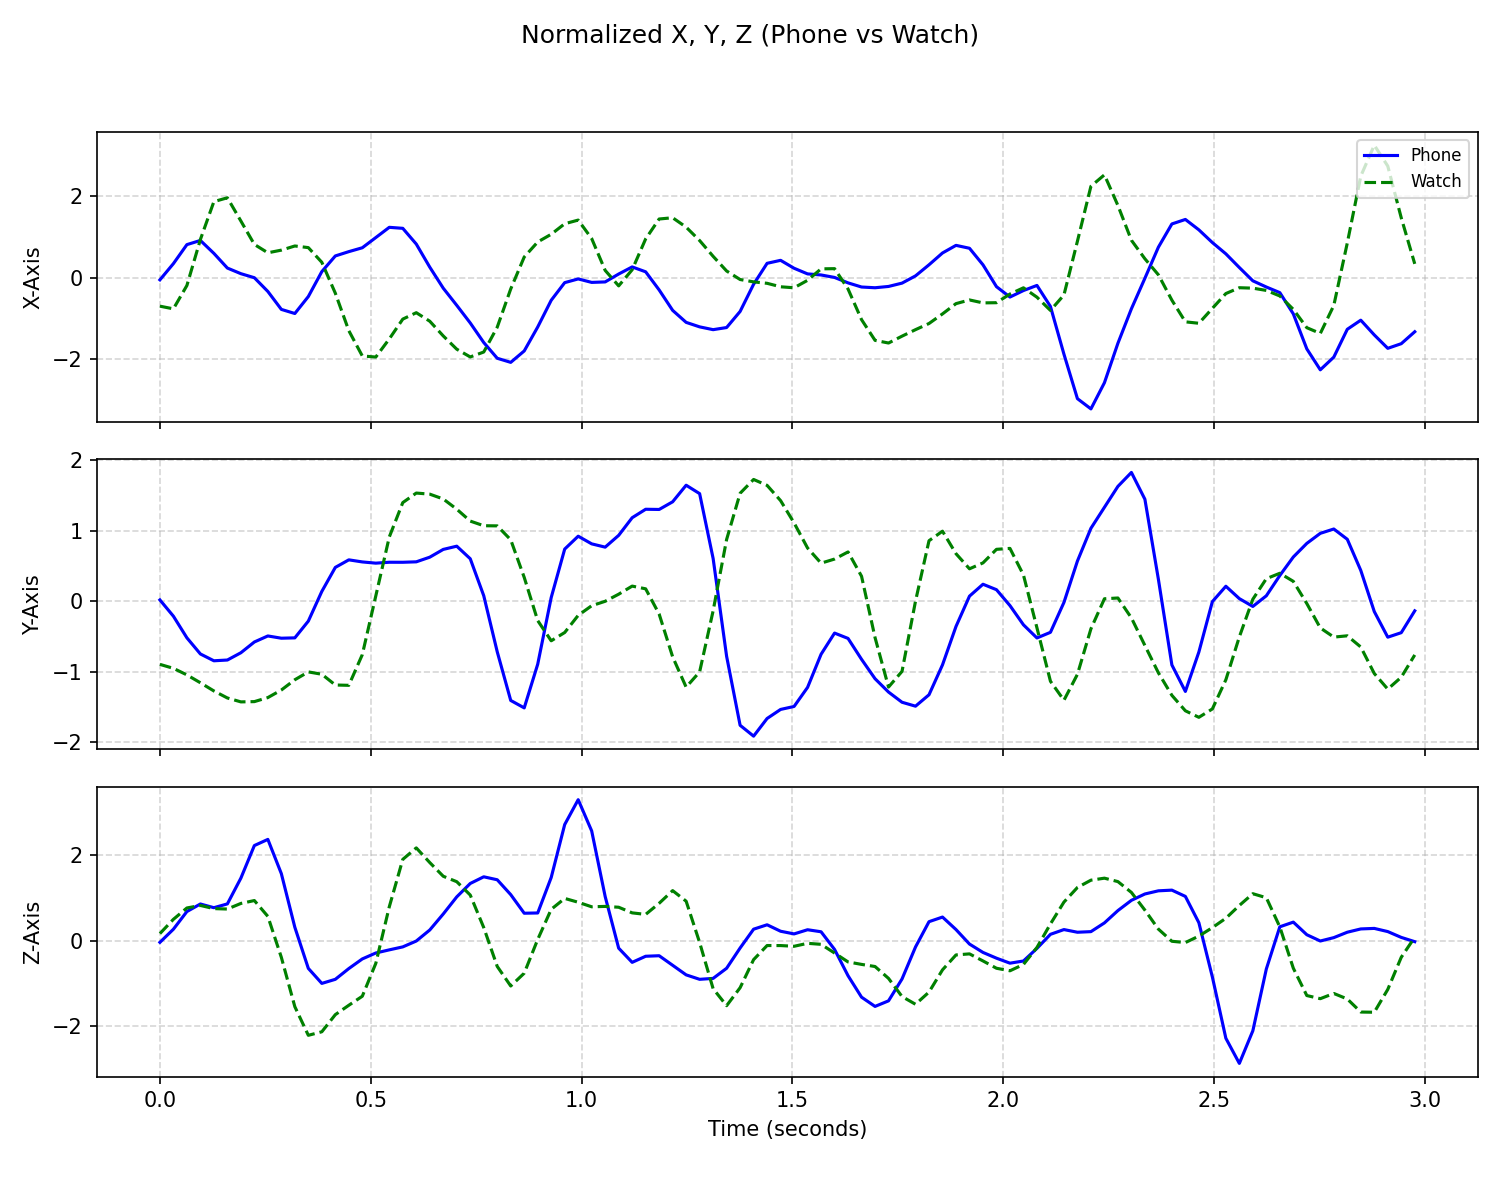 Normalized X, Y, Z (Phone vs Watch)
Phone
Watch
X-Axis
2
0
−2
Y-Axis
2
1
0
−1
−2
Z-Axis
2
0
−2
0.0 0.5 1.0 1.5 2.0 2.5 3.0
Time (seconds)